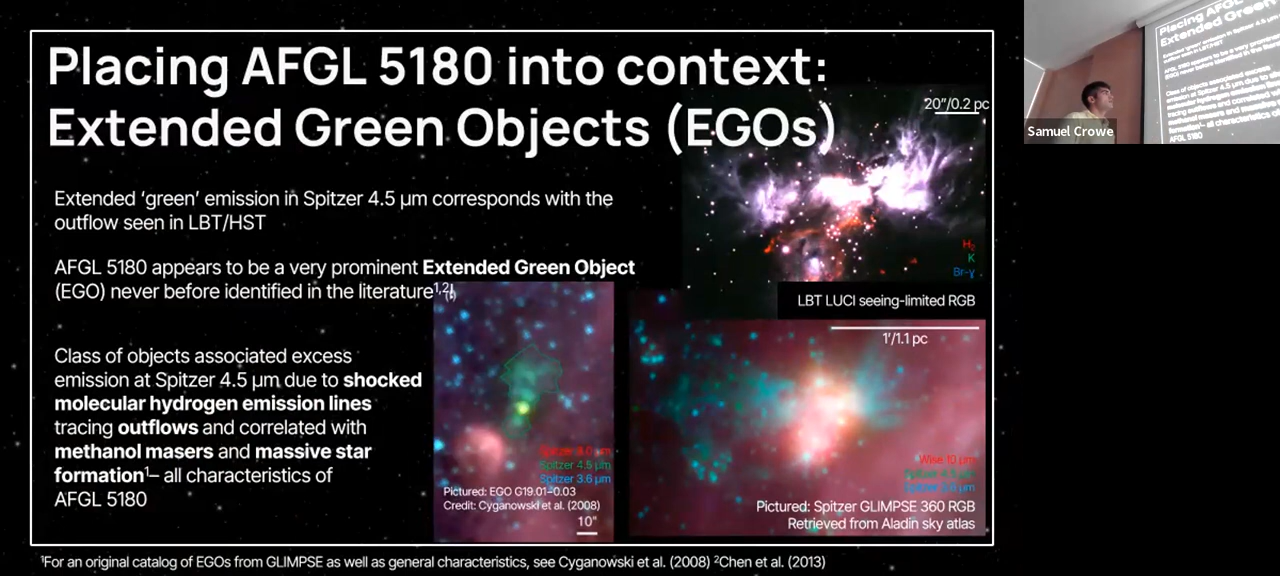 Placing AFGL 5180 into context:
Extended Green Objects (EGOs)
20"/0.2 pc
Extended 'green' emission in Spitzer 4.5 µm corresponds with the
outflow seen in LBT/HST
AFGL 5180 appears to be a very prominent Extended Green Object
(EGO) never before identified in the literature¹,²!
H₂
K
Br-γ
LBT LUCI seeing-limited RGB
Class of objects associated excess
emission at Spitzer 4.5 µm due to shocked
molecular hydrogen emission lines
tracing outflows and correlated with
methanol masers and massive star
formation¹– all characteristics of
AFGL 5180
Spitzer 8.0 µm
Spitzer 4.5 µm
Spitzer 3.6 µm
Pictured: EGO G19.01-0.03
Credit: Cyganowski et al. (2008)
10"
1'/1.1 pc
Wise 10 µm
Spitzer 4.5 µm
Spitzer 3.6 µm
Pictured: Spitzer GLIMPSE 360 RGB
Retrieved from Aladin sky atlas
¹For an original catalog of EGOs from GLIMPSE as well as general characteristics, see Cyganowski et al. (2008) ²Chen et al. (2013)
Samuel Crowe
Placing AFGL
Extended Green